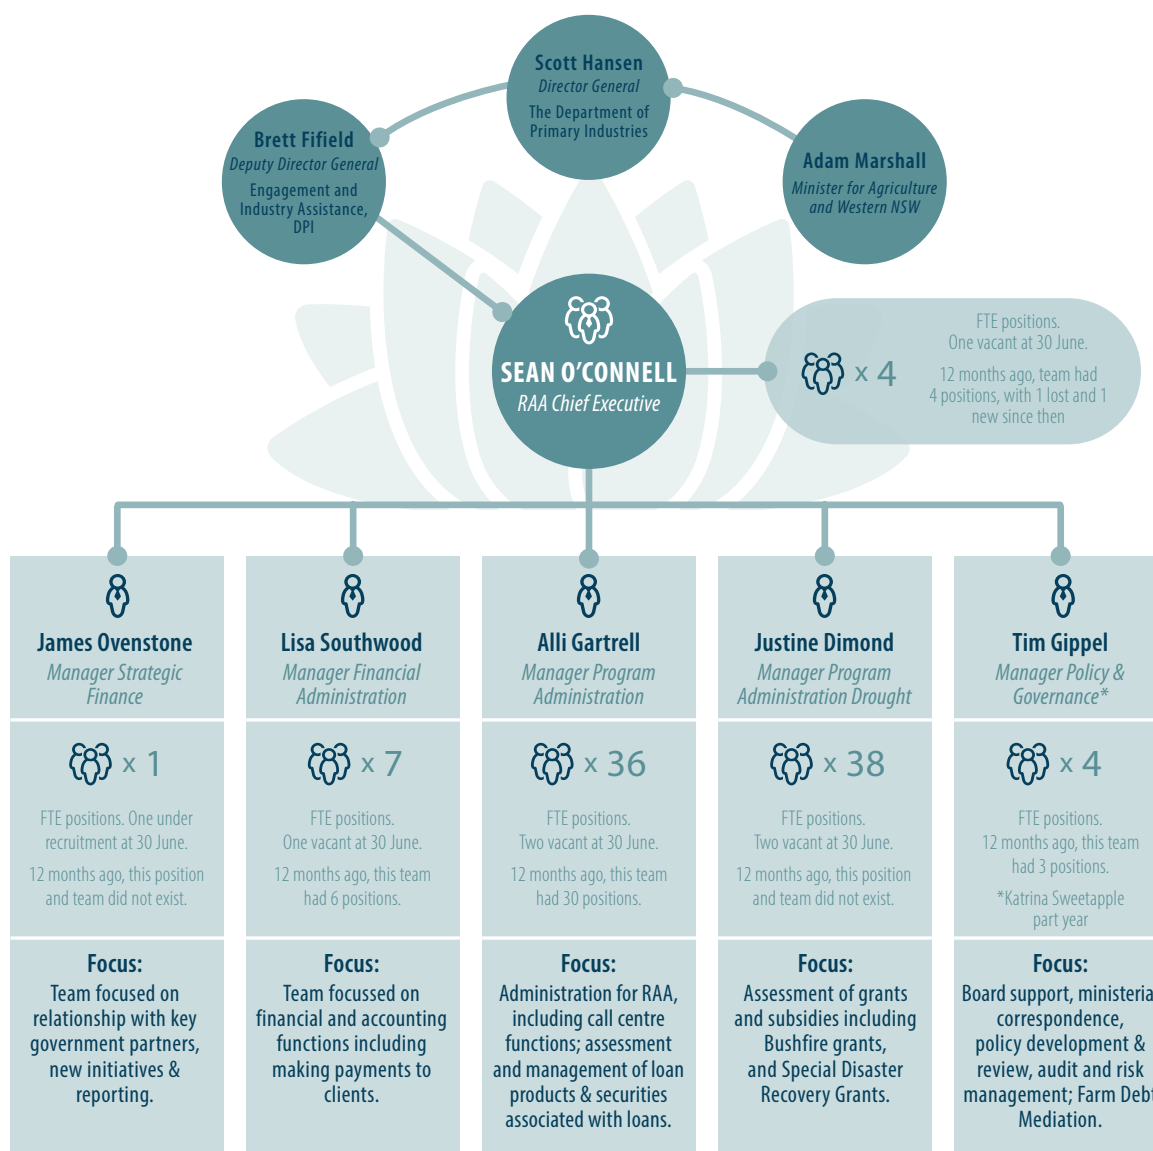 Scott Hansen
Director General
The Department of
Primary Industries
Brett Fifield
Deputy Director General
Engagement and
Industry Assistance,
DPI
Adam Marshall
Minister for Agriculture
and Western NSW
SEAN O'CONNELL
RAA Chief Executive
x 4
FTE positions.
One vacant at 30 June.
12 months ago, team had
4 positions, with 1 lost and 1
new since then
James Ovenstone
Manager Strategic
Finance
x 1
FTE positions. One under
recruitment at 30 June.
12 months ago, this position
and team did not exist.
Focus:
Team focused on
relationship with key
government partners,
new initiatives &
reporting.
Lisa Southwood
Manager Financial
Administration
x 7
FTE positions.
One vacant at 30 June.
12 months ago, this team
had 6 positions.
Focus:
Team focussed on
financial and accounting
functions including
making payments to
clients.
Alli Gartrell
Manager Program
Administration
x 36
FTE positions.
Two vacant at 30 June.
12 months ago, this team
had 30 positions.
Focus:
Administration for RAA,
including call centre
functions; assessment
and management of loan
products & securities
associated with loans.
Justine Dimond
Manager Program
Administration Drought
x 38
FTE positions.
Two vacant at 30 June.
12 months ago, this position
and team did not exist.
Focus:
Assessment of grants
and subsidies including
Bushfire grants,
and Special Disaster
Recovery Grants.
Tim Gippel
Manager Policy &
Governance*
x 4
FTE positions.
12 months ago, this team
had 3 positions.
*Katrina Sweetapple
part year
Focus:
Board support, ministeria
correspondence,
policy development &
review, audit and risk
management; Farm Debt
Mediation.